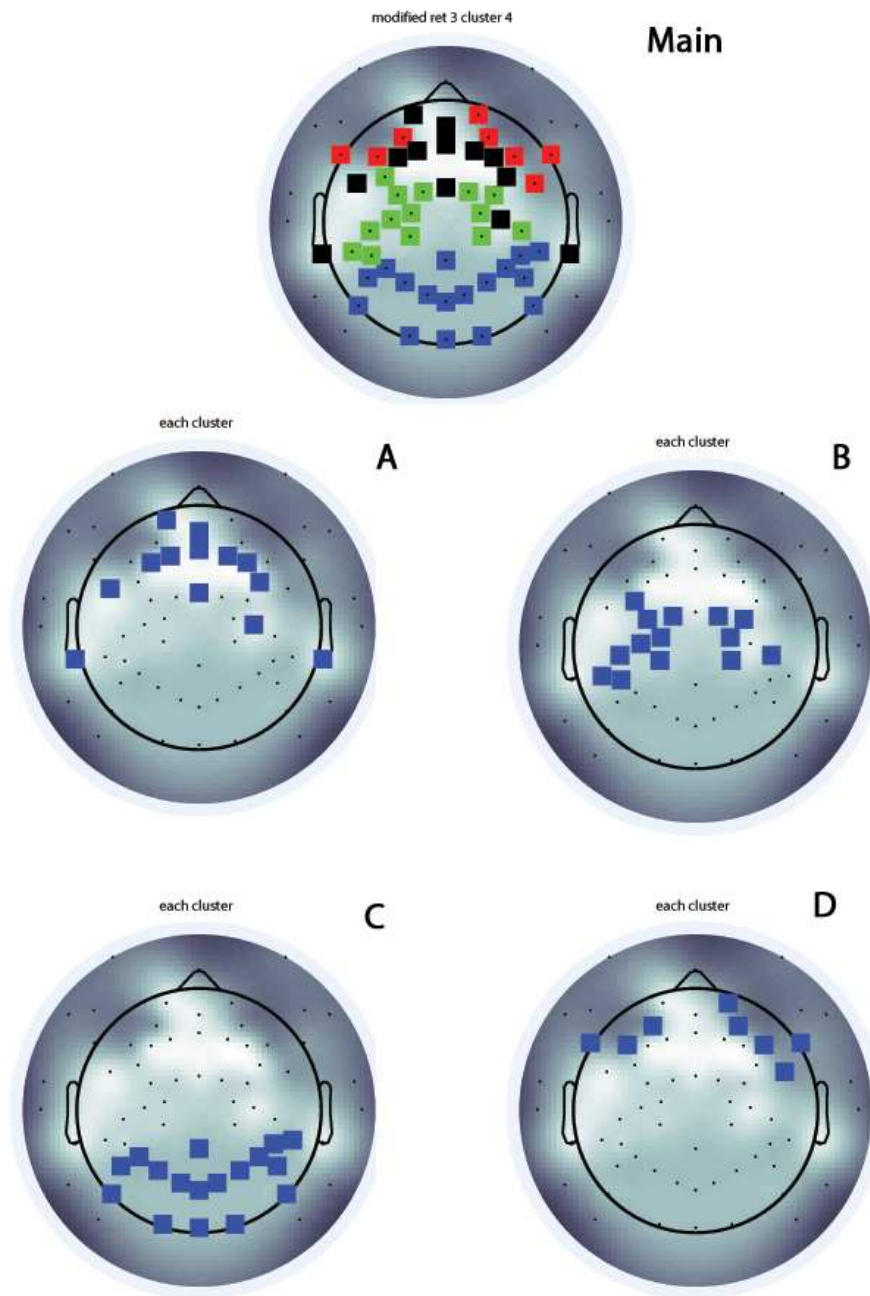 modified ret 3 cluster 4
Main
each cluster
A
each cluster
B
each cluster
C
each cluster
D